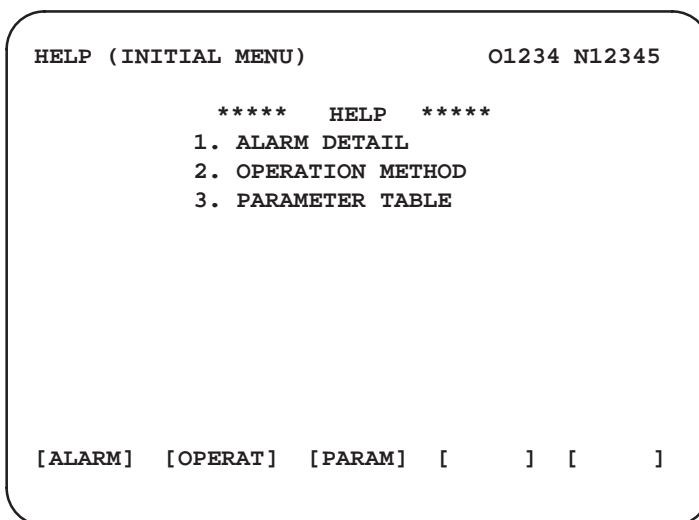 HELP (INITIAL MENU) O1234 N12345
***** HELP *****
1. ALARM DETAIL
2. OPERATION METHOD
3. PARAMETER TABLE
[ALARM] [OPERAT] [PARAM] [ ] [ ]